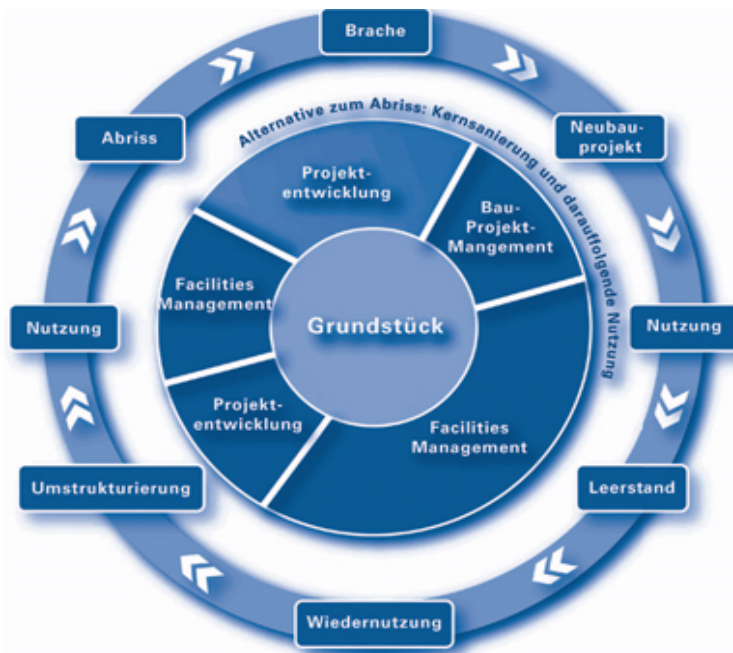 Brache
Alternative zum Abriss: Kernsanierung und darauffolgende Nutzung
Abriss
Neubau-
projekt
Projekt-
entwicklung
Bau-
Projekt-
Mangement
Facilities
Management
Grundstück
Nutzung
Nutzung
Projekt-
entwicklung
Facilities
Management
Umstrukturierung
Leerstand
Wiedernutzung